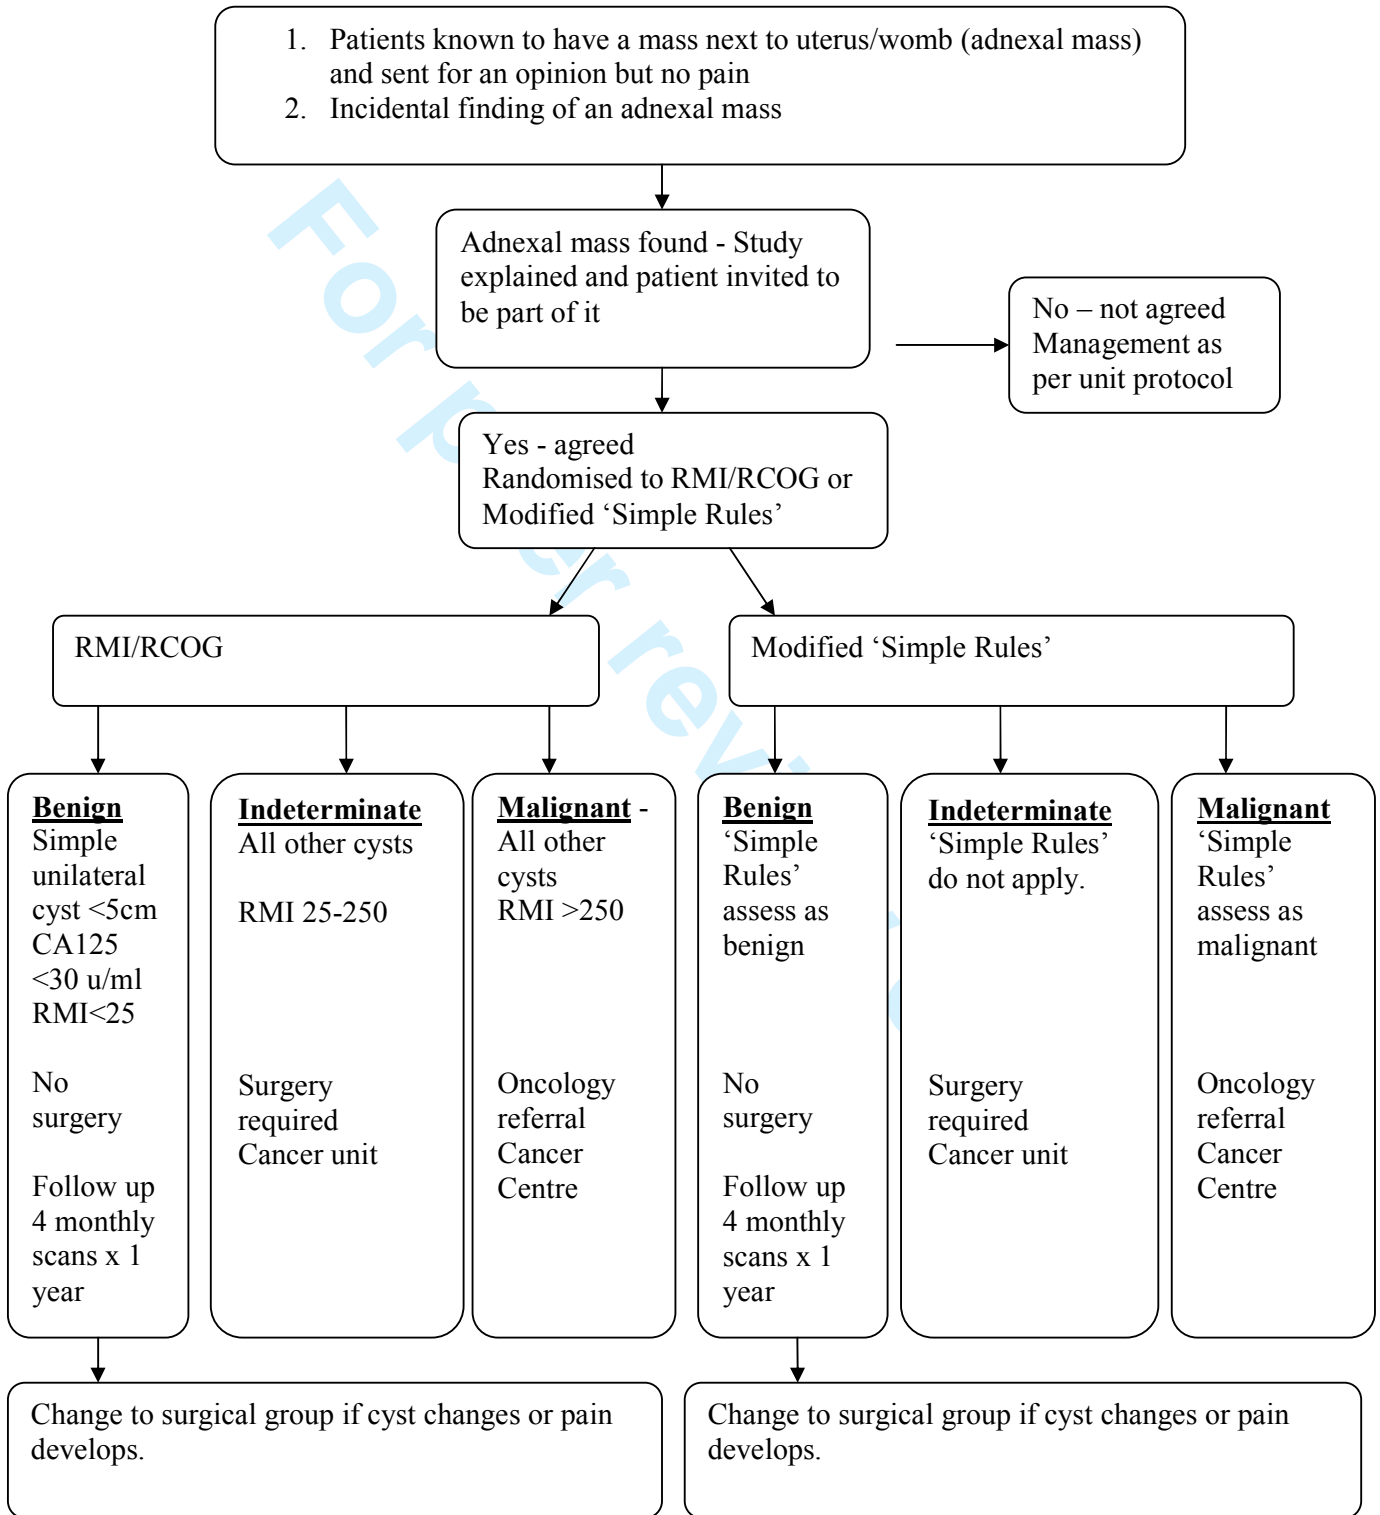 1. Patients known to have a mass next to uterus/womb (adnexal mass)
and sent for an opinion but no pain
2. Incidental finding of an adnexal mass
Adnexal mass found - Study
explained and patient invited to
be part of it
No – not agreed
Management as
per unit protocol
Yes - agreed
Randomised to RMI/RCOG or
Modified ‘Simple Rules’
RMI/RCOG
Modified ‘Simple Rules’
Benign
Simple
unilateral
cyst <5cm
CA125
<30 u/ml
RMI<25
No
surgery
Follow up
4 monthly
scans x 1
year
Indeterminate
All other cysts
RMI 25-250
Surgery
required
Cancer unit
Malignant -
All other
cysts
RMI >250
Oncology
referral
Cancer
Centre
Benign
‘Simple
Rules’
assess as
benign
No
surgery
Follow up
4 monthly
scans x 1
year
Indeterminate
‘Simple Rules’
do not apply.
Surgery
required
Cancer unit
Malignant
‘Simple
Rules’
assess as
malignant
Oncology
referral
Cancer
Centre
Change to surgical group if cyst changes or pain
develops.
Change to surgical group if cyst changes or pain
develops.